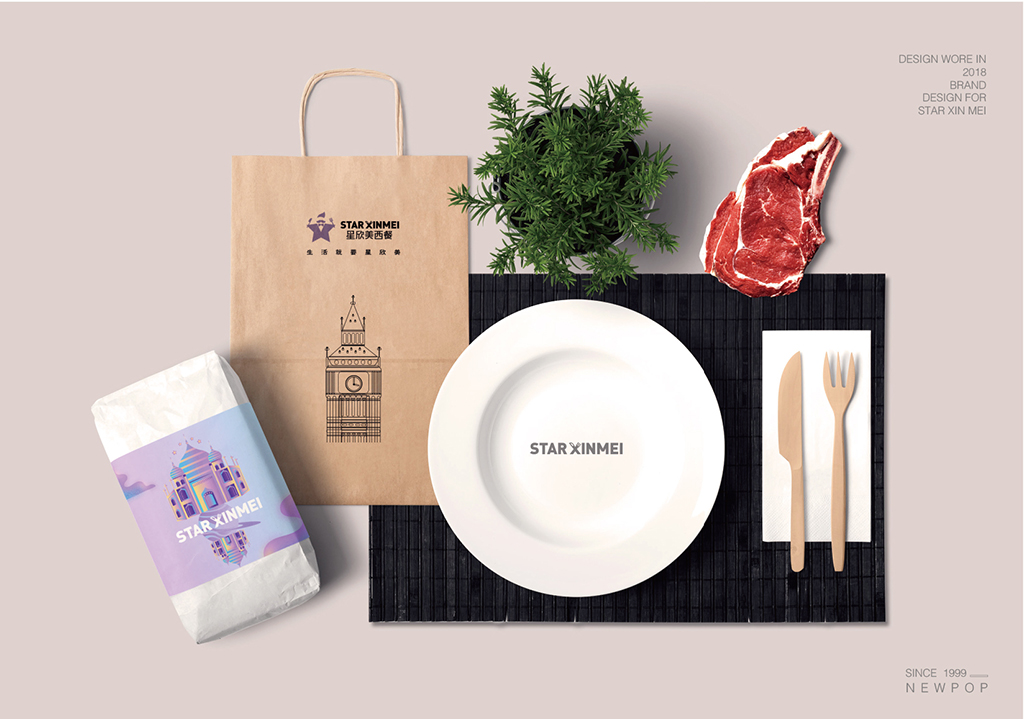 DESIGN WORE IN
2018
BRAND
DESIGN FOR
STAR XIN MEI
STAR XINMEI
星欣美西餐
生活就要星欣美
STAR XINMEI
STAR XINMEI
SINCE 1999
NEWPOP